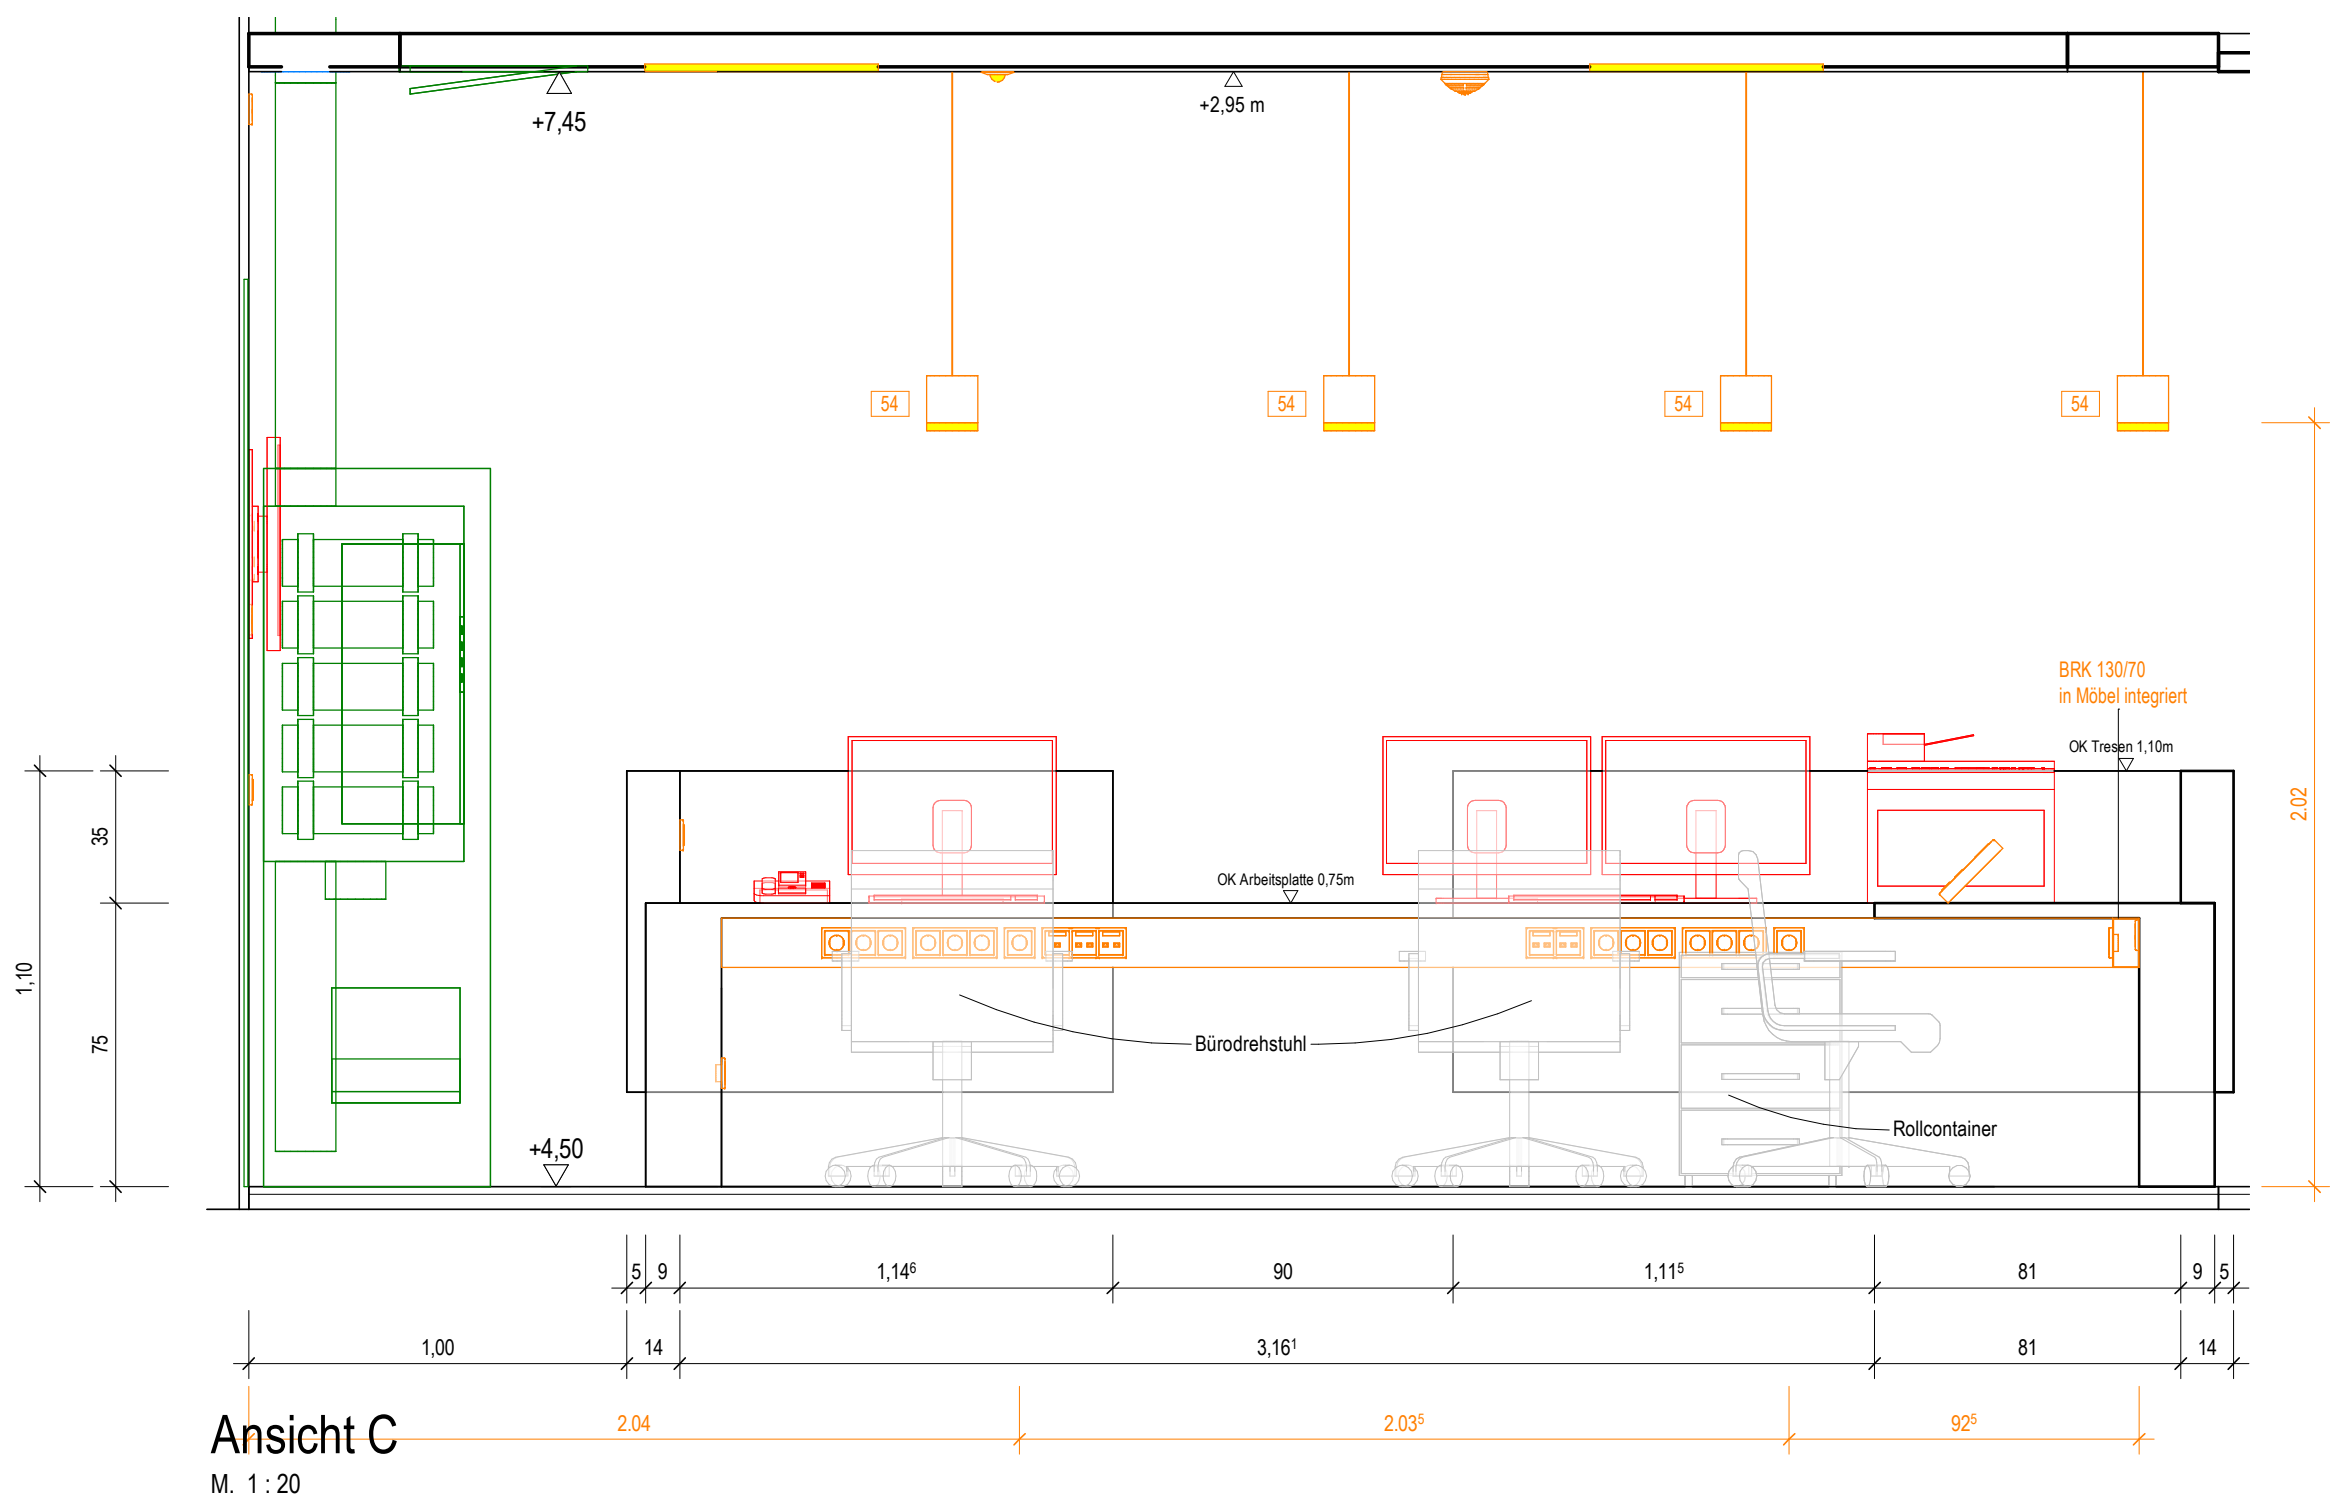 +7,45
+2,95 m
54
54
54
54
BRK 130/70
in Möbel integriert
OK Tresen 1,10m
2.02
35
1,10
75
OK Arbeitsplatte 0,75m
Bürodrehstuhl
Rollcontainer
+4,50
5
9
1,14⁶
90
1,11⁵
81
9
5
1,00
14
3,16¹
81
14
2.04
2.03⁵
92⁵
Ansicht C
M. 1 : 20